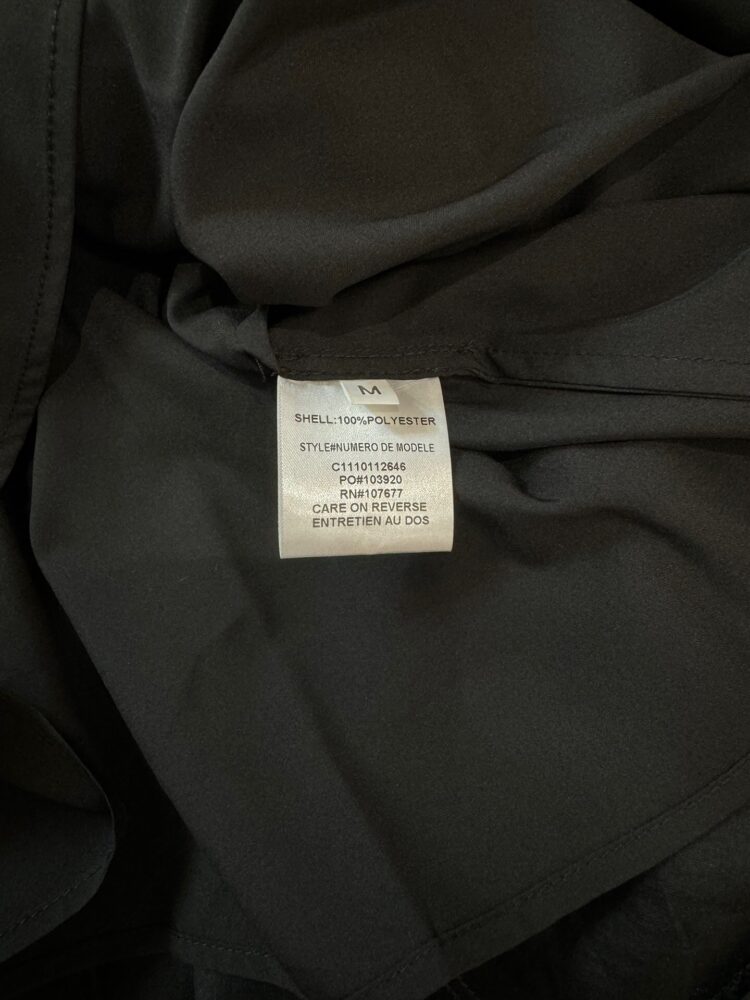 M
SHELL:100%POLYESTER
STYLE#NUMERO DE MODELE
C1110112646
PO#103920
RN#107677
CARE ON REVERSE
ENTRETIEN AU DOS